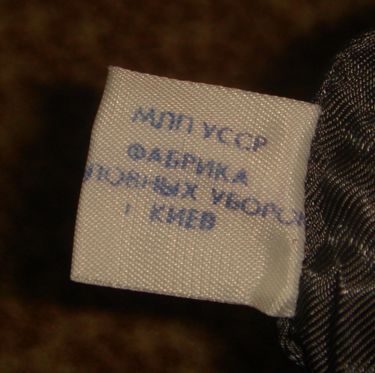 МЛП УССР
ФАБРИКА
ЛОВНЫХ УБОРО
Г КИЕВ